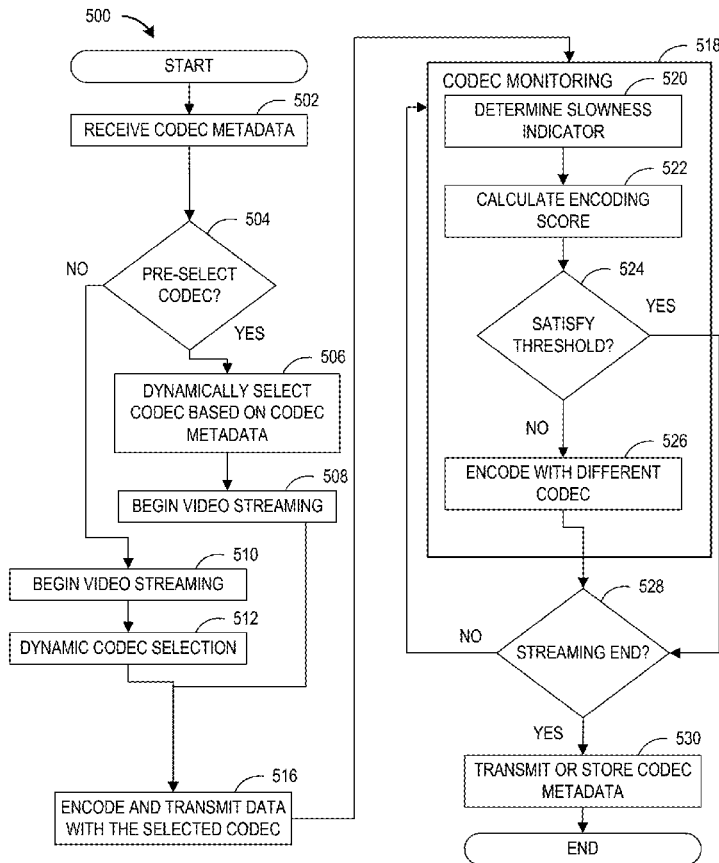 500
START
502
RECEIVE CODEC METADATA
504
NO
PRE-SELECT
CODEC?
YES
506
DYNAMICALLY SELECT
CODEC BASED ON CODEC
METADATA
508
BEGIN VIDEO STREAMING
510
BEGIN VIDEO STREAMING
512
DYNAMIC CODEC SELECTION
516
ENCODE AND TRANSMIT DATA
WITH THE SELECTED CODEC
518
CODEC MONITORING
520
DETERMINE SLOWNESS
INDICATOR
522
CALCULATE ENCODING
SCORE
524
YES
SATISFY
THRESHOLD?
NO
526
ENCODE WITH DIFFERENT
CODEC
528
NO
STREAMING END?
YES
530
TRANSMIT OR STORE CODEC
METADATA
END